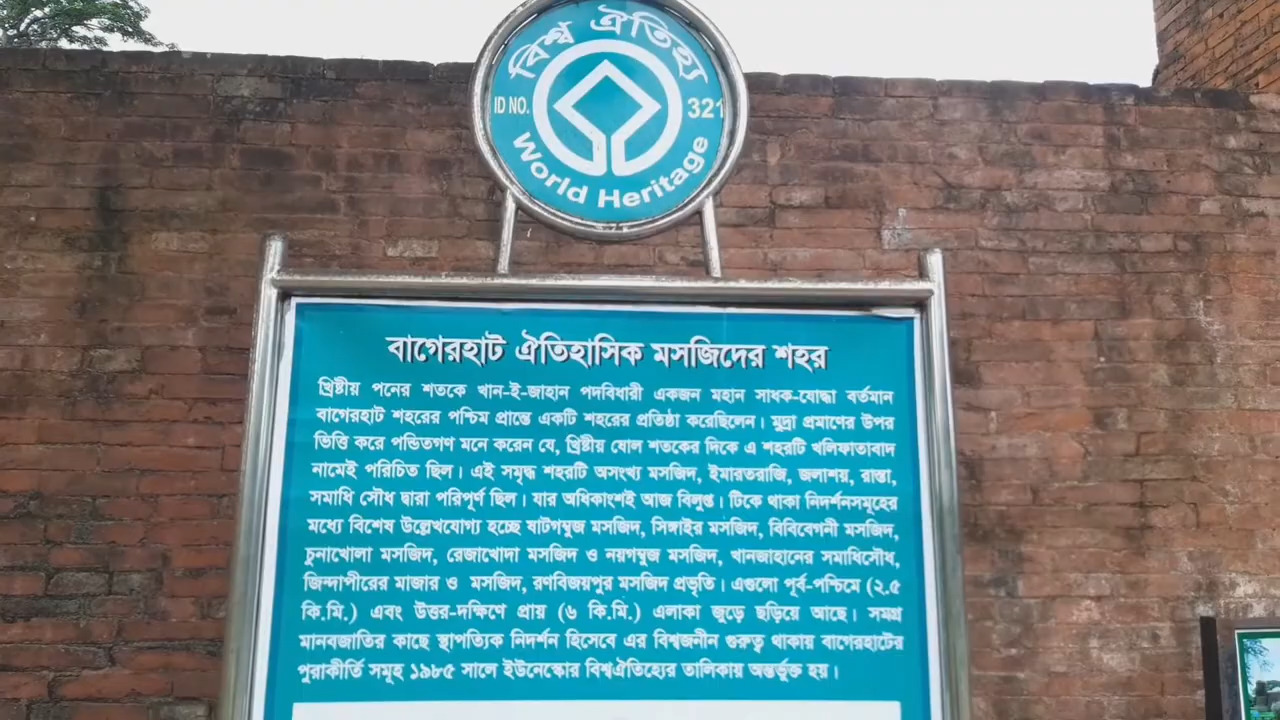 বিশ্ব ঐতিহ্য
ID NO. 321
World Heritage
বাগেরহাট ঐতিহাসিক মসজিদের শহর
খ্রিষ্টীয় পনের শতকে খান-ই-জাহান পদবিধারী একজন মহান সাধক-যোদ্ধা বর্তমান
বাগেরহাট শহরের পশ্চিম প্রান্তে একটি শহরের প্রতিষ্ঠা করেছিলেন। মুদ্রা প্রমাণের উপর
ভিত্তি করে পন্ডিতগণ মনে করেন যে, খ্রিষ্টীয় ষোল শতকের দিকে এ শহরটি খলিফাতাবাদ
নামেই পরিচিত ছিল। এই সমৃদ্ধ শহরটি অসংখ্য মসজিদ, ইমারতরাজি, জলাশয়, রাস্তা,
সমাধি সৌধ দ্বারা পরিপূর্ণ ছিল। যার অধিকাংশই আজ বিলুপ্ত। টিকে থাকা নিদর্শনসমূহের
মধ্যে বিশেষ উল্লেখযোগ্য হচ্ছে ষাটগম্বুজ মসজিদ, সিঙ্গাইর মসজিদ, বিবিবেগনী মসজিদ,
চুনাখোলা মসজিদ, রেজাখোদা মসজিদ ও নয়গম্বুজ মসজিদ, খানজাহানের সমাধিসৌধ,
জিন্দাপীরের মাজার ও মসজিদ, রণবিজয়পুর মসজিদ প্রভৃতি। এগুলো পূর্ব-পশ্চিমে (২.৫
কি.মি.) এবং উত্তর-দক্ষিণে প্রায় (৬ কি.মি.) এলাকা জুড়ে ছড়িয়ে আছে। সমগ্র
মানবজাতির কাছে স্থাপত্যিক নিদর্শন হিসেবে এর বিশ্বজনীন গুরুত্ব থাকায় বাগেরহাটের
পুরাকীর্তি সমূহ ১৯৮৫ সালে ইউনেস্কোর বিশ্বঐতিহ্যের তালিকায় অন্তর্ভূক্ত হয়।